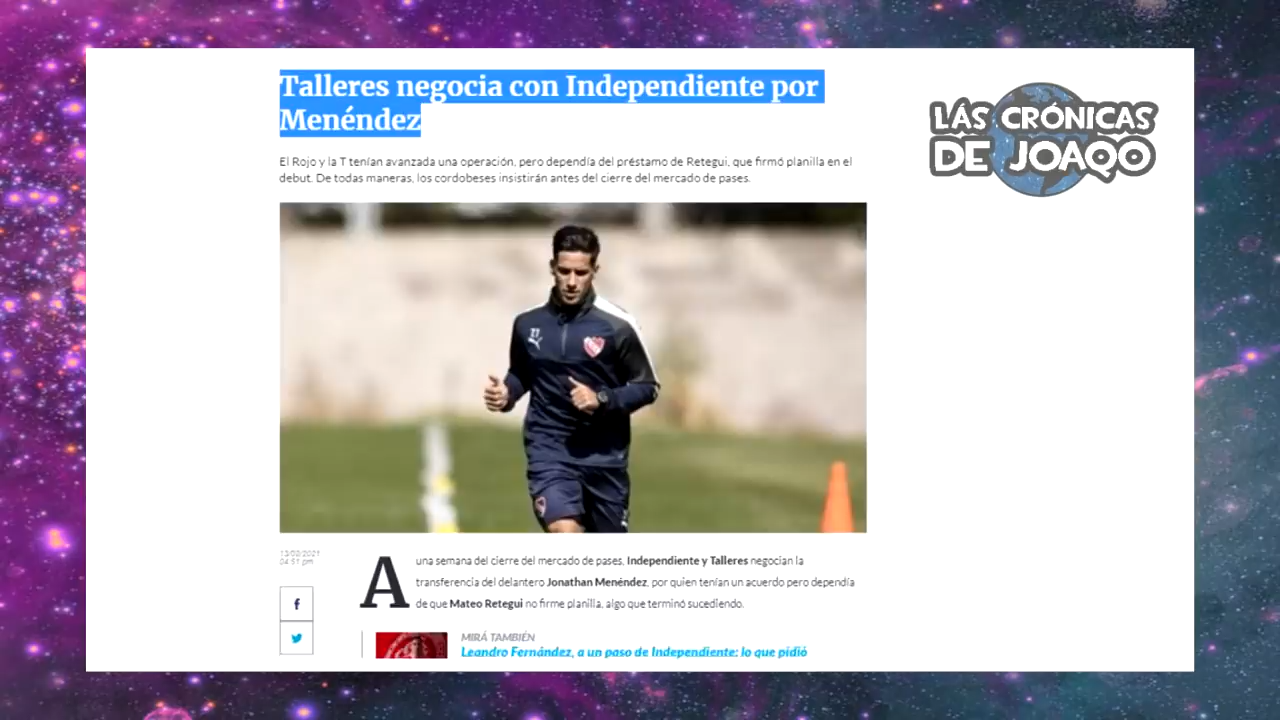 Talleres negocia con Independiente por
Menéndez
LÁS CRÓNICAS
DE JOAQO
El Rojo y la T tenían avanzada una operación, pero dependía del préstamo de Retegui, que firmó planilla en el
debut. De todas maneras, los cordobeses insistirán antes del cierre del mercado de pases.
13/02/2021
04:51 pm
A una semana del cierre del mercado de pases, Independiente y Talleres negocian la
transferencia del delantero Jonathan Menéndez, por quien tenían un acuerdo pero dependía
de que Mateo Retegui no firme planilla, algo que terminó sucediendo.
MIRÁ TAMBIÉN
Leandro Fernández, a un paso de Independiente: lo que pidió